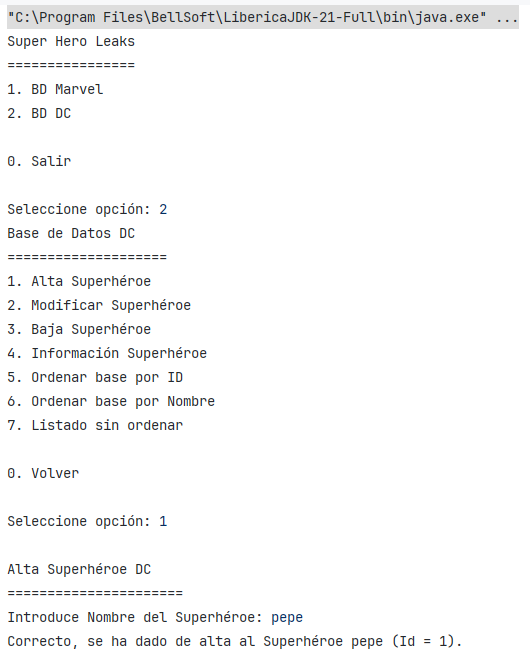 "C:\Program Files\BellSoft\LibericaJDK-21-Full\bin\java.exe" ...
Super Hero Leaks
================
1. BD Marvel
2. BD DC
0. Salir
Seleccione opción: 2
Base de Datos DC
====================
1. Alta Superhéroe
2. Modificar Superhéroe
3. Baja Superhéroe
4. Información Superhéroe
5. Ordenar base por ID
6. Ordenar base por Nombre
7. Listado sin ordenar
0. Volver
Seleccione opción: 1
Alta Superhéroe DC
======================
Introduce Nombre del Superhéroe: pepe
Correcto, se ha dado de alta al Superhéroe pepe (Id = 1).